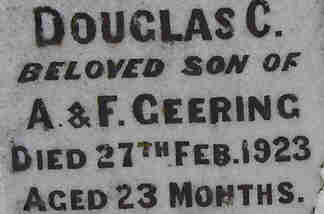 DOUGLAS C.
BELOVED SON OF
A. & F. GEERING
DIED 27TH. FEB. 1923
AGED 23 MONTHS.